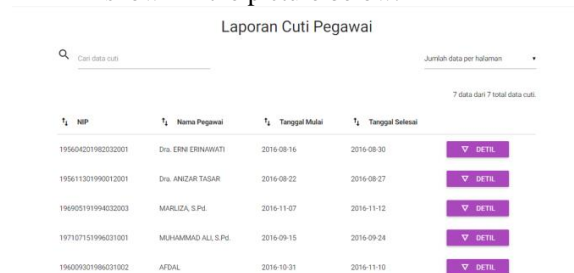 Laporan Cuti Pegawai
Cari data cuti
Jumlah data per halaman
7 data dari 7 total data cuti.
NIP Nama Pegawai Tanggal Mulai Tanggal Selesai
195604201982032001 Dra. ERNI ERINAWATI 2016-08-16 2016-08-30 DETIL
195611301990012001 Dra. ANIZAR TASAR 2016-08-22 2016-08-27 DETIL
196905191994032003 MARLIZA, S.Pd. 2016-11-07 2016-11-12 DETIL
197107151996031001 MUHAMMAD ALI, S.Pd. 2016-09-15 2016-09-24 DETIL
196009301986031002 AFDAL 2016-10-31 2016-11-10 DETIL